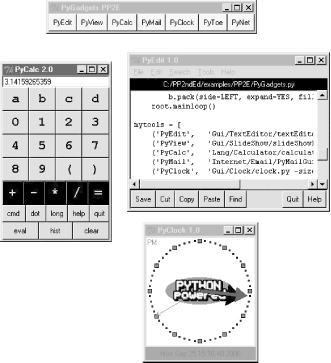 PyGadgets PP2E
PyEdit PyView PyCalc PyMail PyClock PyToe PyNet
PyCalc 2.0
3.14159265359
a b c d
0 1 2 3
4 5 6 7
8 9 ( )
+ - * / =
cmd dot long help quit
eval hist clear
PyEdit 1.0
File Edit Search Tools Help
C:/PP2ndEd/examples/PP2E/PyGadgets.py
b.pack(side=LEFT, expand=YES, fill
root.mainloop()
mytools = [
('PyEdit', 'Gui/TextEditor/textEdito
('PyView', 'Gui/SlideShow/slideShow
('PyCalc', 'Lang/Calculator/calculat
('PyMail', 'Internet/Email/PyMailGui
('PyClock', 'Gui/Clock/clock.py -size
Save Cut Copy Paste Find Quit Help
PyClock 1.0
PM
PYTHON
Powered